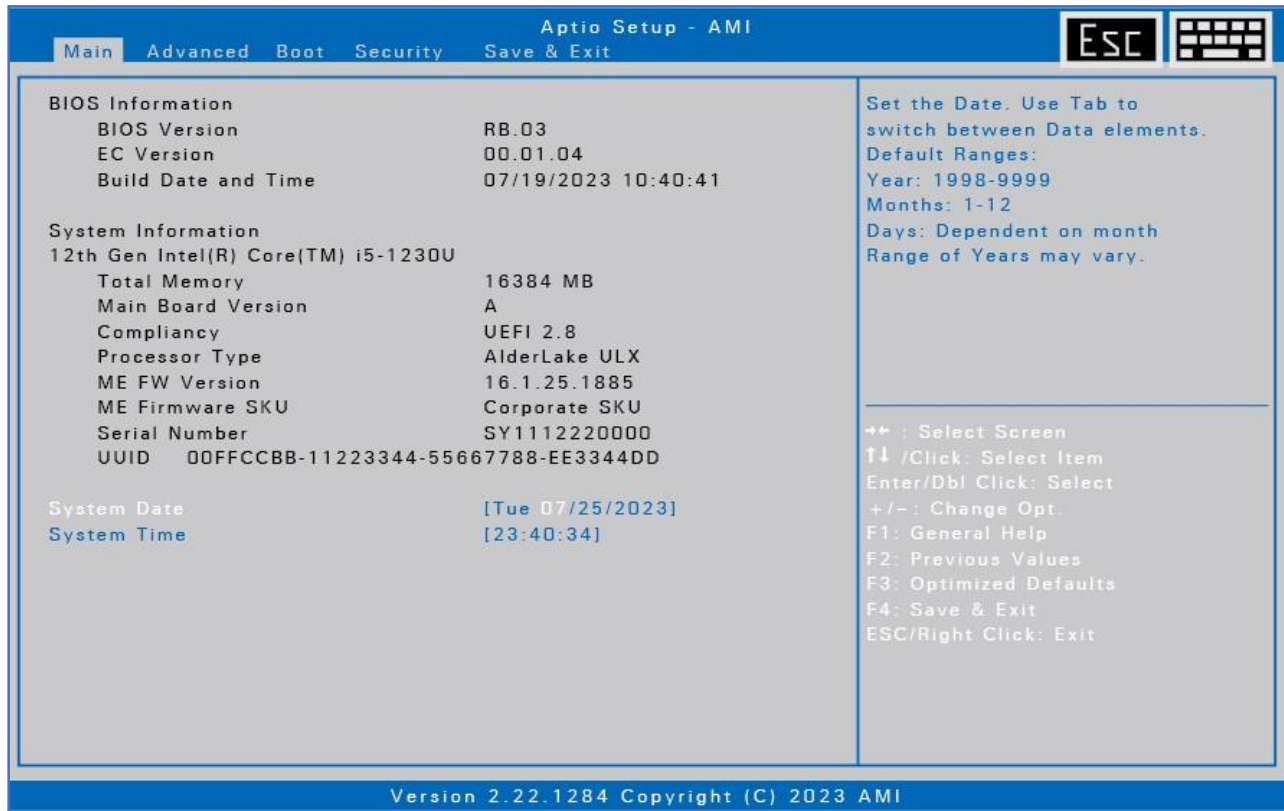 Aptio Setup - AMI
Main Advanced Boot Security Save & Exit
Esc
BIOS Information
BIOS Version RB.03
EC Version 00.01.04
Build Date and Time 07/19/2023 10:40:41
System Information
12th Gen Intel(R) Core(TM) i5-1230U
Total Memory 16384 MB
Main Board Version A
Compliancy UEFI 2.8
Processor Type AlderLake ULX
ME FW Version 16.1.25.1885
ME Firmware SKU Corporate SKU
Serial Number SY1112220000
UUID 00FFCCBB-11223344-55667788-EE3344DD
System Date [Tue 07/25/2023]
System Time [23:40:34]
Set the Date. Use Tab to
switch between Data elements.
Default Ranges:
Year: 1998-9999
Months: 1-12
Days: Dependent on month
Range of Years may vary.
→← : Select Screen
↑↓ /Click: Select Item
Enter/Dbl Click: Select
+/- : Change Opt.
F1: General Help
F2: Previous Values
F3: Optimized Defaults
F4: Save & Exit
ESC/Right Click: Exit
Version 2.22.1284 Copyright (C) 2023 AMI